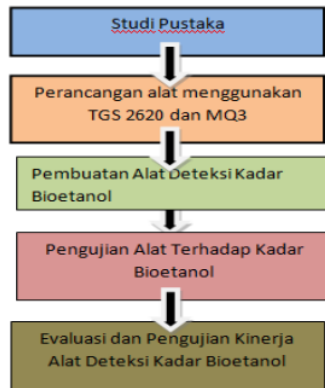 Studi Pustaka
Perancangan alat menggunakan
TGS 2620 dan MQ3
Pembuatan Alat Deteksi Kadar
Bioetanol
Pengujian Alat Terhadap Kadar
Bioetanol
Evaluasi dan Pengujian Kinerja
Alat Deteksi Kadar Bioetanol